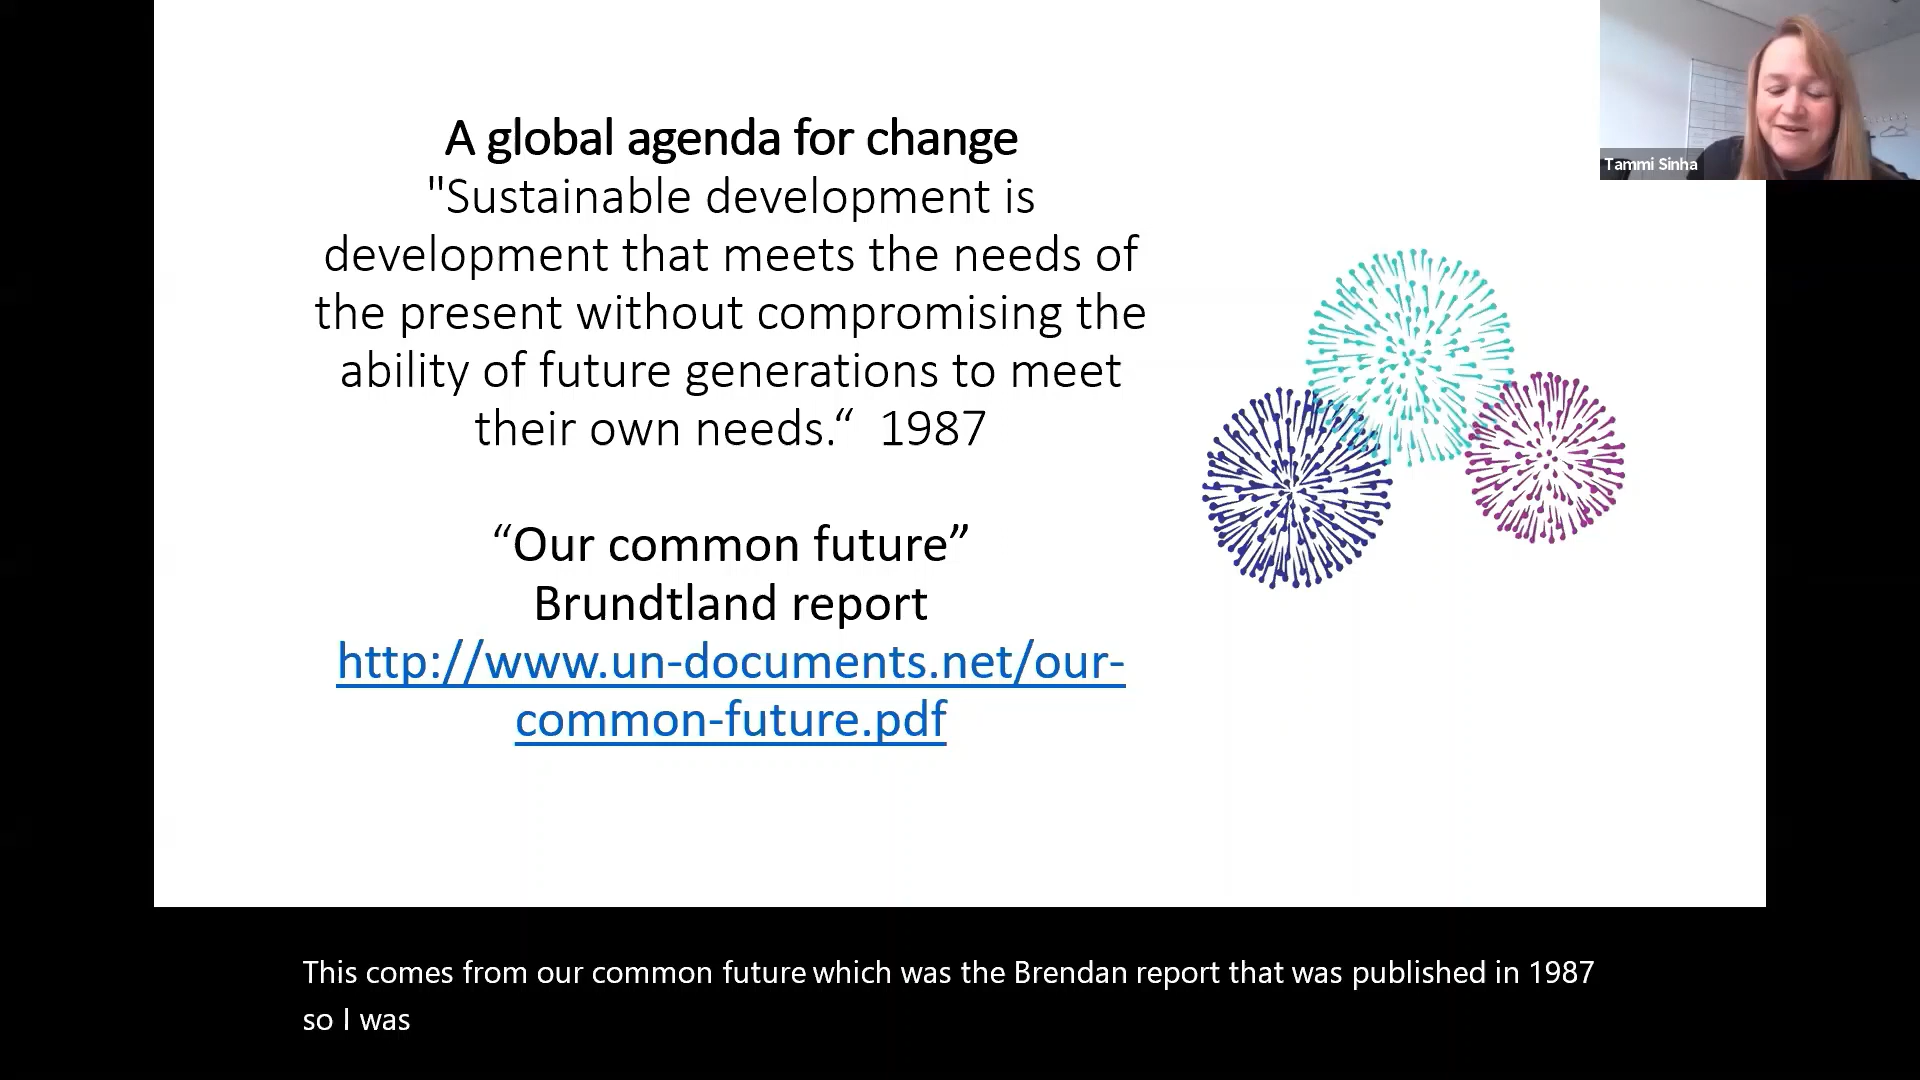 A global agenda for change
"Sustainable development is
development that meets the needs of
the present without compromising the
ability of future generations to meet
their own needs.“ 1987
“Our common future”
Brundtland report
http://www.un-documents.net/our-
common-future.pdf
Tammi Sinha
This comes from our common future which was the Brendan report that was published in 1987
so I was